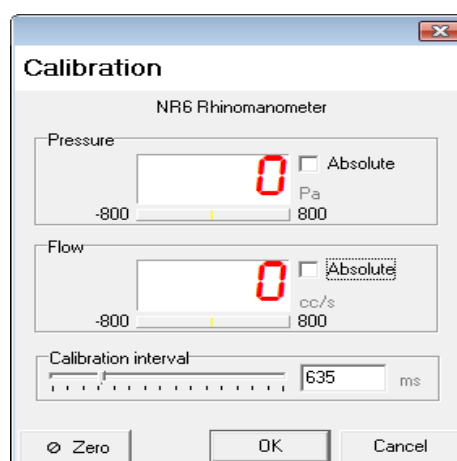 Calibration
NR6 Rhinomanometer
Pressure
0
Absolute
Pa
-800
800
Flow
0
Absolute
cc/s
-800
800
Calibration interval
635
ms
Zero
OK
Cancel